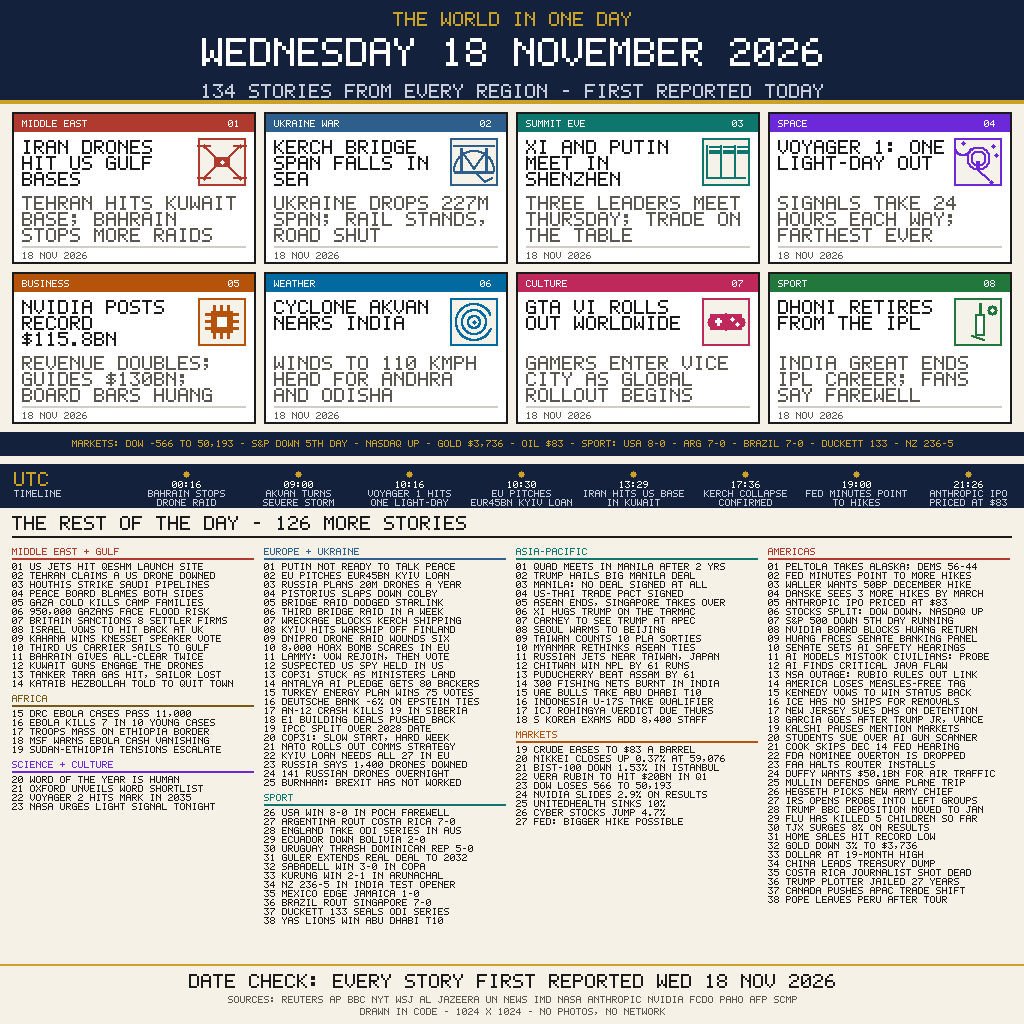 THE WORLD IN ONE DAY
WEDNESDAY 18 NOVEMBER 2026
134 STORIES FROM EVERY REGION - FIRST REPORTED TODAY
MIDDLE EAST 01
IRAN DRONES
HIT US GULF
BASES
TEHRAN HITS KUWAIT
BASE; BAHRAIN
STOPS MORE RAIDS
18 NOV 2026
UKRAINE WAR 02
KERCH BRIDGE
SPAN FALLS IN
SEA
UKRAINE DROPS 227M
SPAN; RAIL STANDS,
ROAD SHUT
18 NOV 2026
SUMMIT EVE 03
XI AND PUTIN
MEET IN
SHENZHEN
THREE LEADERS MEET
THURSDAY; TRADE ON
THE TABLE
18 NOV 2026
SPACE 04
VOYAGER 1: ONE
LIGHT-DAY OUT
SIGNALS TAKE 24
HOURS EACH WAY;
FARTHEST EVER
18 NOV 2026
BUSINESS 05
NVIDIA POSTS
RECORD
$115.8BN
REVENUE DOUBLES;
GUIDES $130BN;
BOARD BARS HUANG
18 NOV 2026
WEATHER 06
CYCLONE AKVAN
NEARS INDIA
WINDS TO 110 KMPH
HEAD FOR ANDHRA
AND ODISHA
18 NOV 2026
CULTURE 07
GTA VI ROLLS
OUT WORLDWIDE
GAMERS ENTER VICE
CITY AS GLOBAL
ROLLOUT BEGINS
18 NOV 2026
SPORT 08
DHONI RETIRES
FROM THE IPL
INDIA GREAT ENDS
IPL CAREER; FANS
SAY FAREWELL
18 NOV 2026
MARKETS: DOW -566 TO 50,193 - S&P DOWN 5TH DAY - NASDAQ UP - GOLD $3,736 - OIL $83 - SPORT: USA 8-0 - ARG 7-0 - BRAZIL 7-0 - DUCKETT 133 - NZ 236-5
UTC
TIMELINE
00:16
BAHRAIN STOPS
DRONE RAID
09:00
AKVAN TURNS
SEVERE STORM
10:16
VOYAGER 1 HITS
ONE LIGHT-DAY
10:30
EU PITCHES
EUR45BN KYIV LOAN
13:29
IRAN HITS US BASE
IN KUWAIT
17:36
KERCH COLLAPSE
CONFIRMED
19:00
FED MINUTES POINT
TO HIKES
21:26
ANTHROPIC IPO
PRICED AT $83
THE REST OF THE DAY - 126 MORE STORIES
MIDDLE EAST + GULF
01 US JETS HIT QESHM LAUNCH SITE
02 TEHRAN CLAIMS A US DRONE DOWNED
03 HOUTHIS STRIKE SAUDI PIPELINES
04 PEACE BOARD BLAMES BOTH SIDES
05 GAZA COLD KILLS CAMP FAMILIES
06 950,000 GAZANS FACE FLOOD RISK
07 BRITAIN SANCTIONS 8 SETTLER FIRMS
08 ISRAEL VOWS TO HIT BACK AT UK
09 KAHANA WINS KNESSET SPEAKER VOTE
10 THIRD US CARRIER SAILS TO GULF
11 BAHRAIN GIVES ALL-CLEAR TWICE
12 KUWAIT GUNS ENGAGE THE DRONES
13 TANKER TARA GAS HIT, SAILOR LOST
14 KATAIB HEZBOLLAH TOLD TO QUIT TOWN
AFRICA
15 DRC EBOLA CASES PASS 11,000
16 EBOLA KILLS 7 IN 10 YOUNG CASES
17 TROOPS MASS ON ETHIOPIA BORDER
18 MSF WARNS EBOLA CASH VANISHING
19 SUDAN-ETHIOPIA TENSIONS ESCALATE
SCIENCE + CULTURE
20 WORD OF THE YEAR IS HUMAN
21 OXFORD UNVEILS WORD SHORTLIST
22 VOYAGER 2 HITS MARK IN 2035
23 NASA URGES LIGHT SIGNAL TONIGHT
EUROPE + UKRAINE
01 PUTIN NOT READY TO TALK PEACE
02 EU PITCHES EUR45BN KYIV LOAN
03 RUSSIA PLANS 20M DRONES A YEAR
04 PISTORIUS SLAPS DOWN COLBY
05 BRIDGE RAID DODGED STARLINK
06 THIRD BRIDGE RAID IN A WEEK
07 WRECKAGE BLOCKS KERCH SHIPPING
08 KYIV HITS WARSHIP OFF FINLAND
09 DNIPRO DRONE RAID WOUNDS SIX
10 8,000 HOAX BOMB SCARES IN EU
11 LAMMY: VOW REJOIN, THEN VOTE
12 SUSPECTED US SPY HELD IN US
13 COP31 STUCK AS MINISTERS LAND
14 ANTALYA AI PLEDGE GETS 80 BACKERS
15 TURKEY ENERGY PLAN WINS 75 VOTES
16 DEUTSCHE BANK -6% ON EPSTEIN TIES
17 AN-12 CRASH KILLS 19 IN SIBERIA
18 E1 BUILDING DEALS PUSHED BACK
19 IPCC SPLIT OVER 2028 DATE
20 COP31: SLOW START, HARD WEEK
21 NATO ROLLS OUT COMMS STRATEGY
22 KYIV LOAN NEEDS ALL 27 IN EU
23 RUSSIA SAYS 1,400 DRONES DOWNED
24 141 RUSSIAN DRONES OVERNIGHT
25 BURNHAM: BREXIT HAS NOT WORKED
SPORT
26 USA WIN 8-0 IN POCH FAREWELL
27 ARGENTINA ROUT COSTA RICA 7-0
28 ENGLAND TAKE ODI SERIES IN AUS
29 ECUADOR DOWN BOLIVIA 2-0
30 URUGUAY THRASH DOMINICAN REP 5-0
31 GULER EXTENDS REAL DEAL TO 2032
32 SABADELL WIN 3-0 IN COPA
33 KURUNG WIN 2-1 IN ARUNACHAL
34 NZ 236-5 IN INDIA TEST OPENER
35 MEXICO EDGE JAMAICA 1-0
36 BRAZIL ROUT SINGAPORE 7-0
37 DUCKETT 133 SEALS ODI SERIES
38 YAS LIONS WIN ABU DHABI T10
ASIA-PACIFIC
01 QUAD MEETS IN MANILA AFTER 2 YRS
02 TRUMP HAILS BIG MANILA DEAL
03 MANILA: NO DEAL SIGNED AT ALL
04 US-THAI TRADE PACT SIGNED
05 ASEAN ENDS, SINGAPORE TAKES OVER
06 XI HUGS TRUMP ON THE TARMAC
07 CARNEY TO SEE TRUMP AT APEC
08 SEOUL WARMS TO BEIJING
09 TAIWAN COUNTS 10 PLA SORTIES
10 MYANMAR RETHINKS ASEAN TIES
11 RUSSIAN JETS NEAR TAIWAN, JAPAN
12 CHITWAN WIN NPL BY 61 RUNS
13 PUDUCHERRY BEAT ASSAM BY 61
14 300 FISHING NETS BURNT IN INDIA
15 UAE BULLS TAKE ABU DHABI T10
16 INDONESIA U-17S TAKE QUALIFIER
17 ICJ ROHINGYA VERDICT DUE THURS
18 S KOREA EXAMS ADD 8,400 STAFF
MARKETS
19 CRUDE EASES TO $83 A BARREL
20 NIKKEI CLOSES UP 0.37% AT 59,076
21 BIST-100 DOWN 1.53% IN ISTANBUL
22 VERA RUBIN TO HIT $20BN IN Q1
23 DOW LOSES 566 TO 50,193
24 NVIDIA SLIDES 2.9% ON RESULTS
25 UNITEDHEALTH SINKS 10%
26 CYBER STOCKS JUMP 4.7%
27 FED: BIGGER HIKE POSSIBLE
AMERICAS
01 PELTOLA TAKES ALASKA: DEMS 56-44
02 FED MINUTES POINT TO MORE HIKES
03 WALLER WANTS 50BP DECEMBER HIKE
04 DANSKE SEES 3 MORE HIKES BY MARCH
05 ANTHROPIC IPO PRICED AT $83
06 STOCKS SPLIT: DOW DOWN, NASDAQ UP
07 S&P 500 DOWN 5TH DAY RUNNING
08 NVIDIA BOARD BLOCKS HUANG RETURN
09 HUANG FACES SENATE BANKING PANEL
10 SENATE SETS AI SAFETY HEARINGS
11 AI MODELS MISTOOK CIVILIANS: PROBE
12 AI FINDS CRITICAL JAVA FLAW
13 NSA OUTAGE: RUBIO RULES OUT LINK
14 AMERICA LOSES MEASLES-FREE TAG
15 KENNEDY VOWS TO WIN STATUS BACK
16 ICE HAS NO SHIPS FOR REMOVALS
17 NEW JERSEY SUES DHS ON DETENTION
18 GARCIA GOES AFTER TRUMP JR, VANCE
19 KALSHI PAUSES MENTION MARKETS
20 STUDENTS SUE OVER AI GUN SCANNER
21 COOK SKIPS DEC 14 FED HEARING
22 FDA NOMINEE OVERTON IS DROPPED
23 FAA HALTS ROUTER INSTALLS
24 DUFFY WANTS $50.1BN FOR AIR TRAFFIC
25 MULLIN DEFENDS GAME PLANE TRIP
26 HEGSETH PICKS NEW ARMY CHIEF
27 IRS OPENS PROBE INTO LEFT GROUPS
28 TRUMP BBC DEPOSITION MOVED TO JAN
29 FLU HAS KILLED 5 CHILDREN SO FAR
30 TJX SURGES 8% ON RESULTS
31 HOME SALES HIT RECORD LOW
32 GOLD DOWN 3% TO $3,736
33 DOLLAR AT 19-MONTH HIGH
34 CHINA LEADS TREASURY DUMP
35 COSTA RICA JOURNALIST SHOT DEAD
36 TRUMP PLOTTER JAILED 27 YEARS
37 CANADA PUSHES APAC TRADE SHIFT
38 POPE LEAVES PERU AFTER TOUR
DATE CHECK: EVERY STORY FIRST REPORTED WED 18 NOV 2026
SOURCES: REUTERS AP BBC NYT WSJ AL JAZEERA UN NEWS IMD NASA ANTHROPIC NVIDIA FCDO PAHO AFP SCMP
DRAWN IN CODE - 1024 X 1024 - NO PHOTOS, NO NETWORK